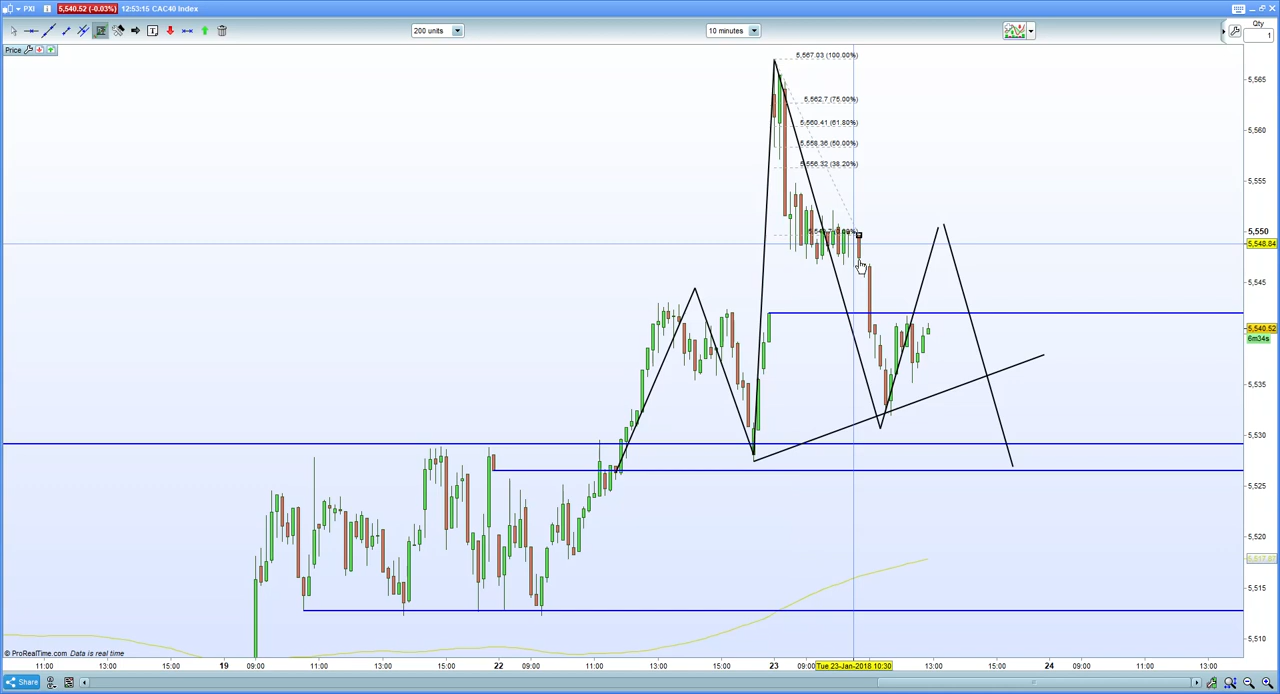 PXI 5,540.52 (-0.03%) 12:53:15 CAC40 Index
Qty
1
200 units
10 minutes
Price
5,567.03 (100.00%)
5,562.7 (75.00%)
5,560.41 (61.80%)
5,558.36 (50.00%)
5,556.32 (38.20%)
5,565
5,560
5,555
5,550
5,548.84
5,545
5,540.52
6m34s
5,535
5,530
5,525
5,520
5,515
5,510
© ProRealTime.com Data is real time
11:00 13:00 15:00 19 09:00 11:00 13:00 15:00 22 09:00 11:00 13:00 15:00 23 09:00 Tue 23-Jan-2018 10:30 13:00 15:00 24 09:00 11:00 13:00
Share